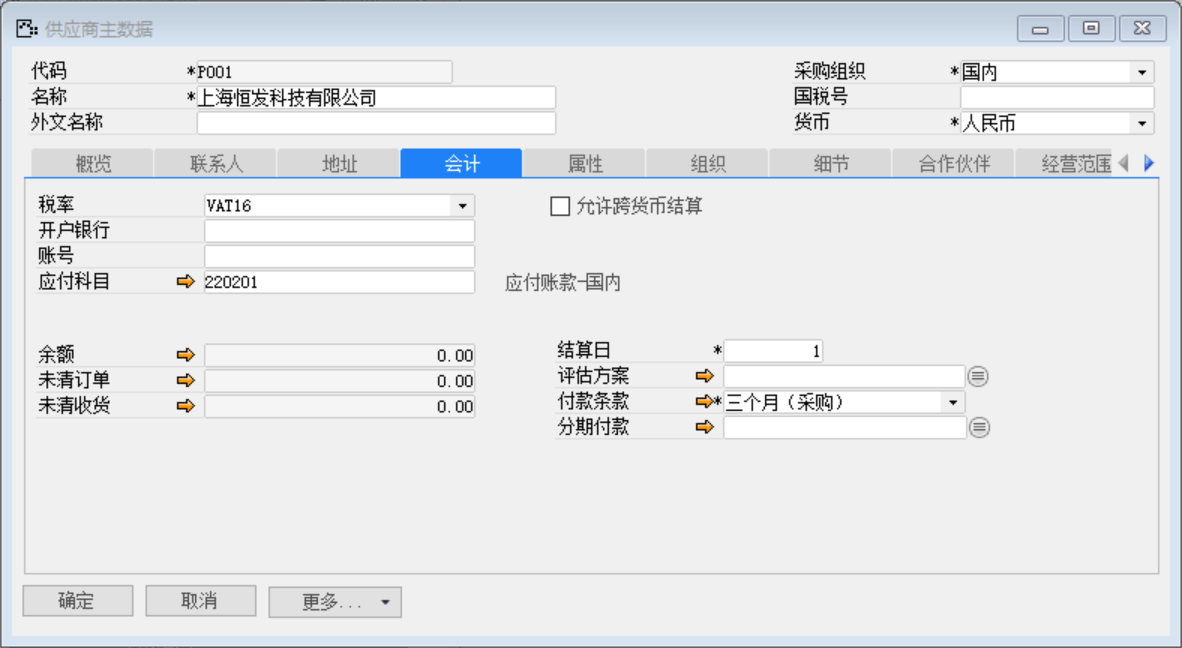 供应商主数据
代码 *P001 采购组织 *国内
名称 *上海恒发科技有限公司 国税号
外文名称 货币 *人民币
概览 联系人 地址 会计 属性 组织 细节 合作伙伴 经营范围
税率 VAT16 允许跨货币结算
开户银行
账号
应付科目 220201 应付账款-国内
余额 0.00 结算日 * 1
未清订单 0.00 评估方案
未清收货 0.00 付款条款 *三个月（采购）
分期付款
确定 取消 更多...